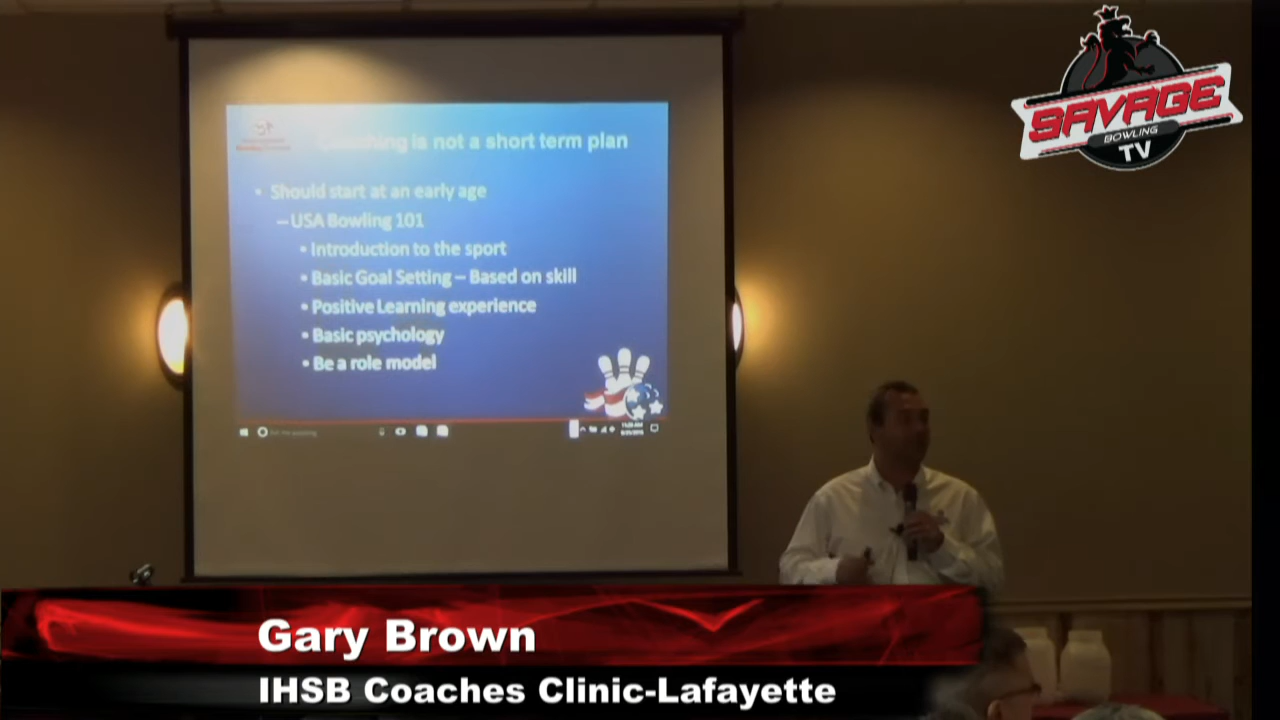 SAVAGE
BOWLING
TV
Coaching is not a short term plan
• Should start at an early age
– USA Bowling 101
• Introduction to the sport
• Basic Goal Setting – Based on skill
• Positive Learning experience
• Basic psychology
• Be a role model
Gary Brown
IHSB Coaches Clinic-Lafayette